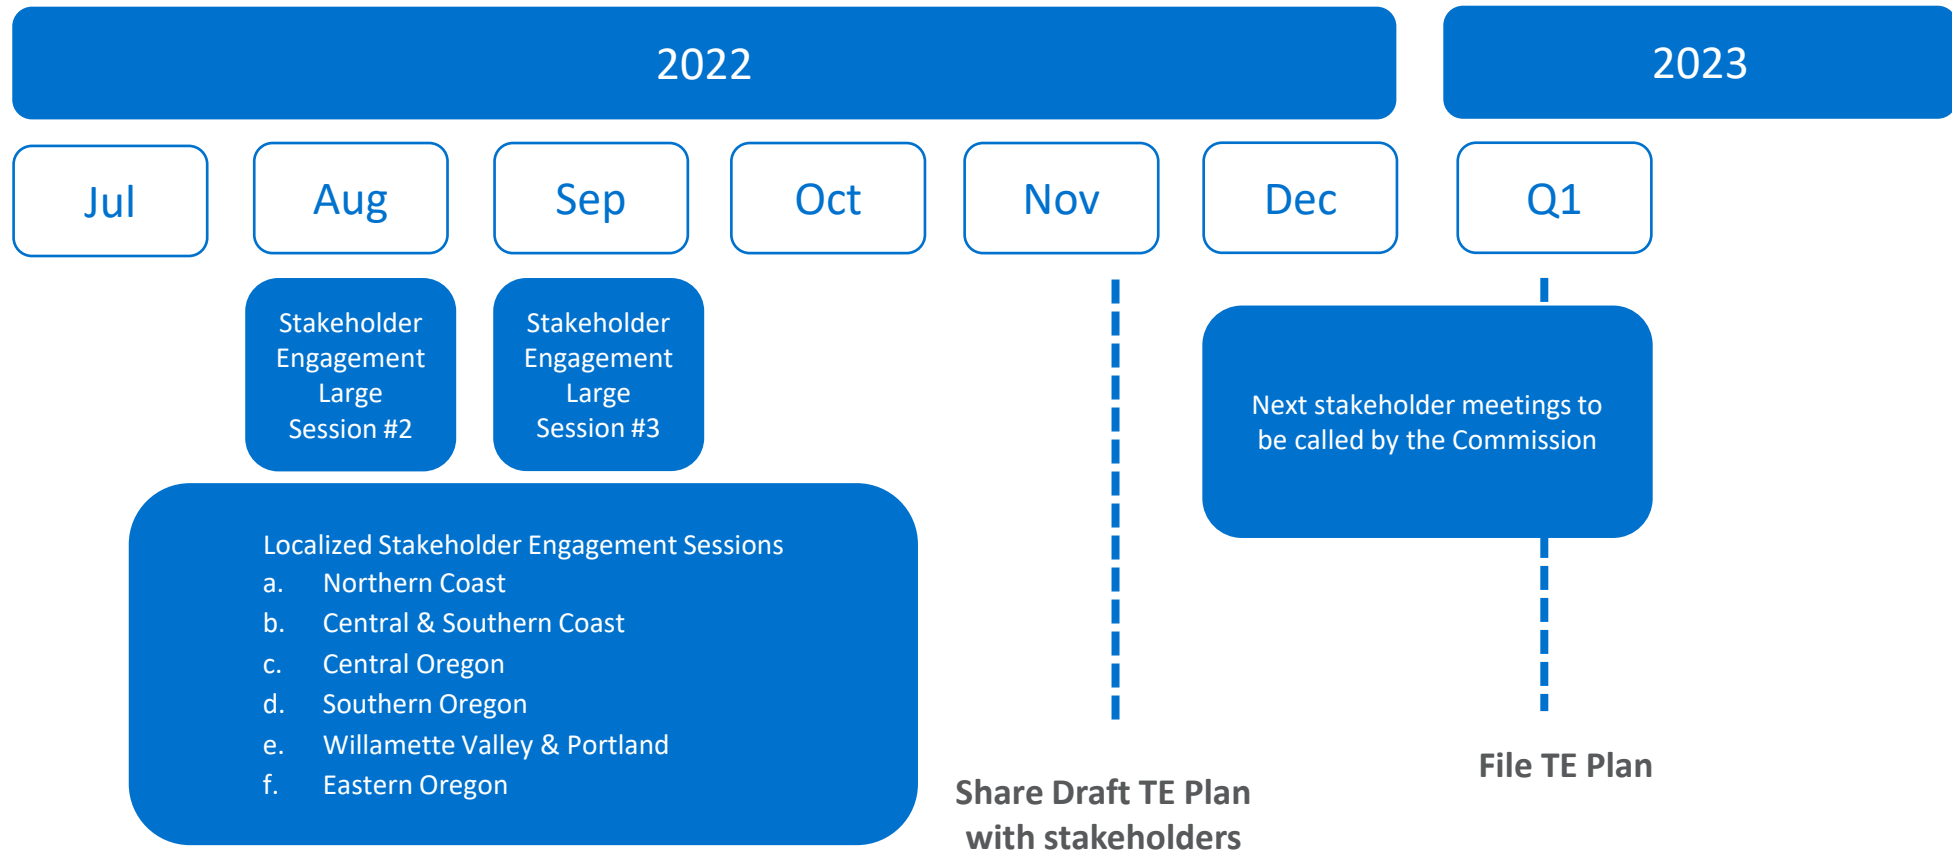 2022
2023
Jul
Aug
Sep
Oct
Nov
Dec
Q1
Stakeholder
Engagement
Large
Session #2
Stakeholder
Engagement
Large
Session #3
Next stakeholder meetings to
be called by the Commission
Localized Stakeholder Engagement Sessions
a. Northern Coast
b. Central & Southern Coast
c. Central Oregon
d. Southern Oregon
e. Willamette Valley & Portland
f. Eastern Oregon
Share Draft TE Plan
with stakeholders
File TE Plan